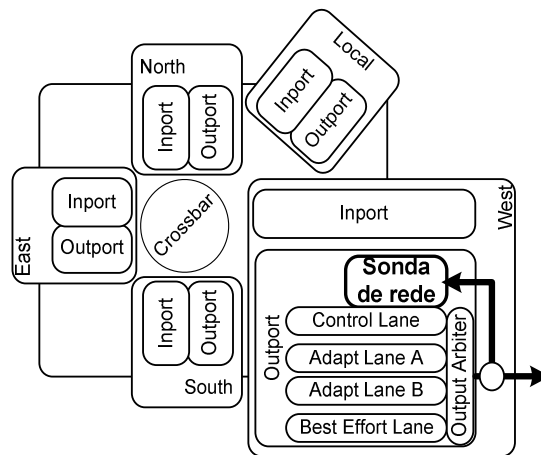 North
Inport
Outport
Local
Inport
Outport
East
Inport
Outport
Crossbar
South
Inport
Outport
West
Inport
Outport
Sonda
de rede
Control Lane
Adapt Lane A
Adapt Lane B
Best Effort Lane
Output Arbiter